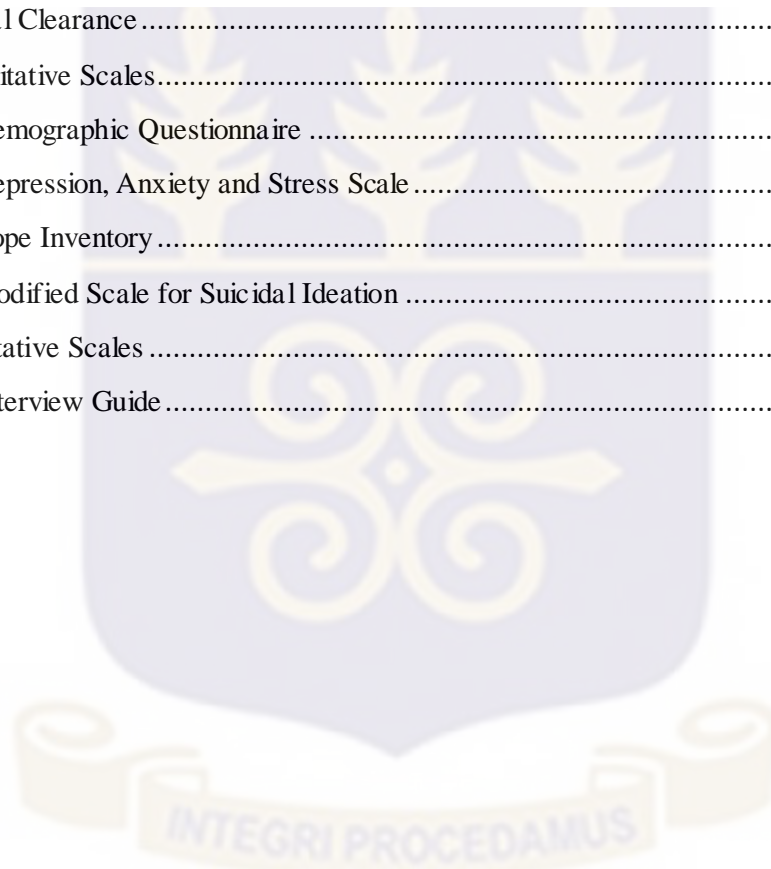 al Clearance ..............................................................................
itative Scales..............................................................................
emographic Questionnaire ..............................................................................
epression, Anxiety and Stress Scale ..............................................................................
ope Inventory ..............................................................................
odified Scale for Suicidal Ideation ..............................................................................
tative Scales ..............................................................................
terview Guide ..............................................................................
INTEGRI PROCEDAMUS